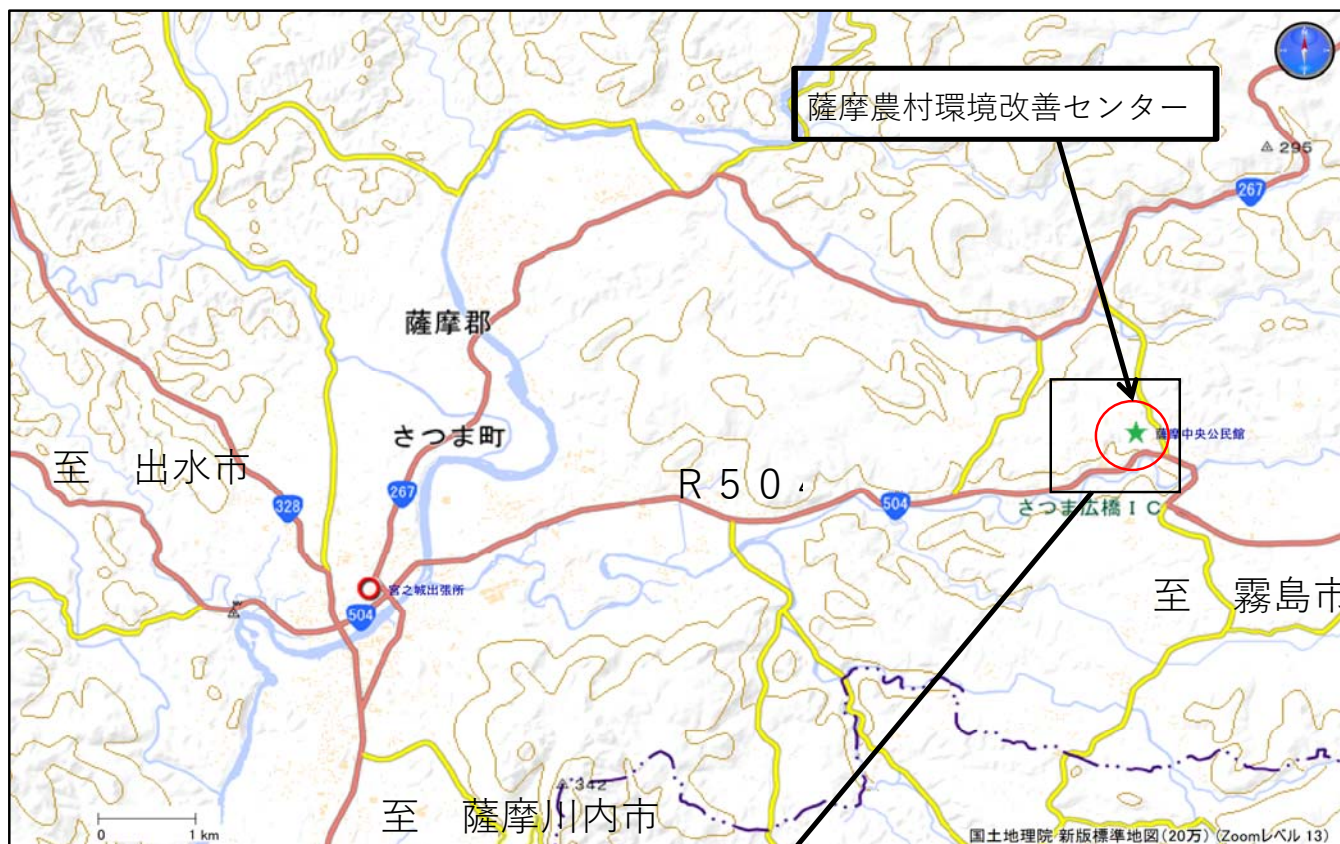 薩摩農村環境改善センター
295
267
薩摩郡
さつま町
至 出水市
328
267
R504
504
薩摩中央公民館
さつま広橋IC
宮之城出張所
504
至 霧島市
342
至 薩摩川内市
0 1 km
国土地理院 新版標準地図(20万) (Zoomレベル 13)